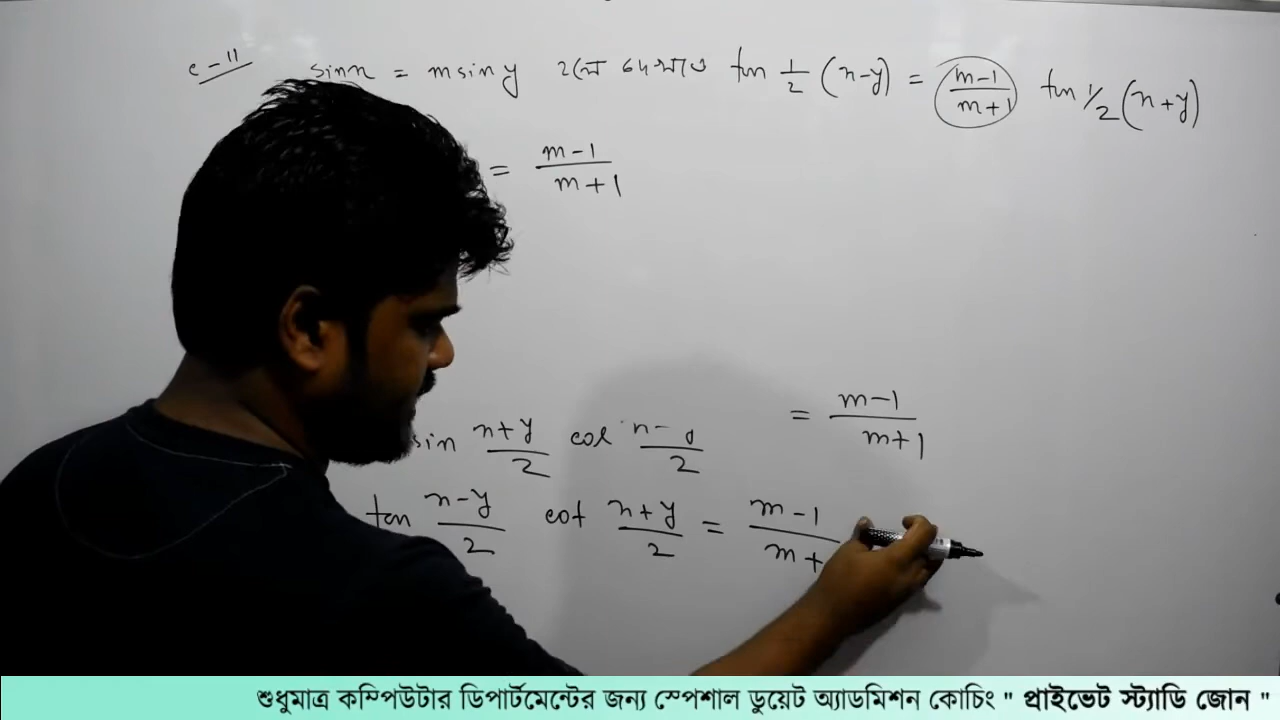 e-11 sinx = msiny হলে দেখাও tan 1/2 (x-y) = m-1/m+1 tan 1/2 (x+y)
= m-1/m+1
sin x+y/2 cos x-y/2 = m-1/m+1
tan x-y/2 cot x+y/2 = m-1/m+
শুধুমাত্র কম্পিউটার ডিপার্টমেন্টের জন্য স্পেশাল ডুয়েট অ্যাডমিশন কোচিং " প্রাইভেট স্ট্যাডি জোন "